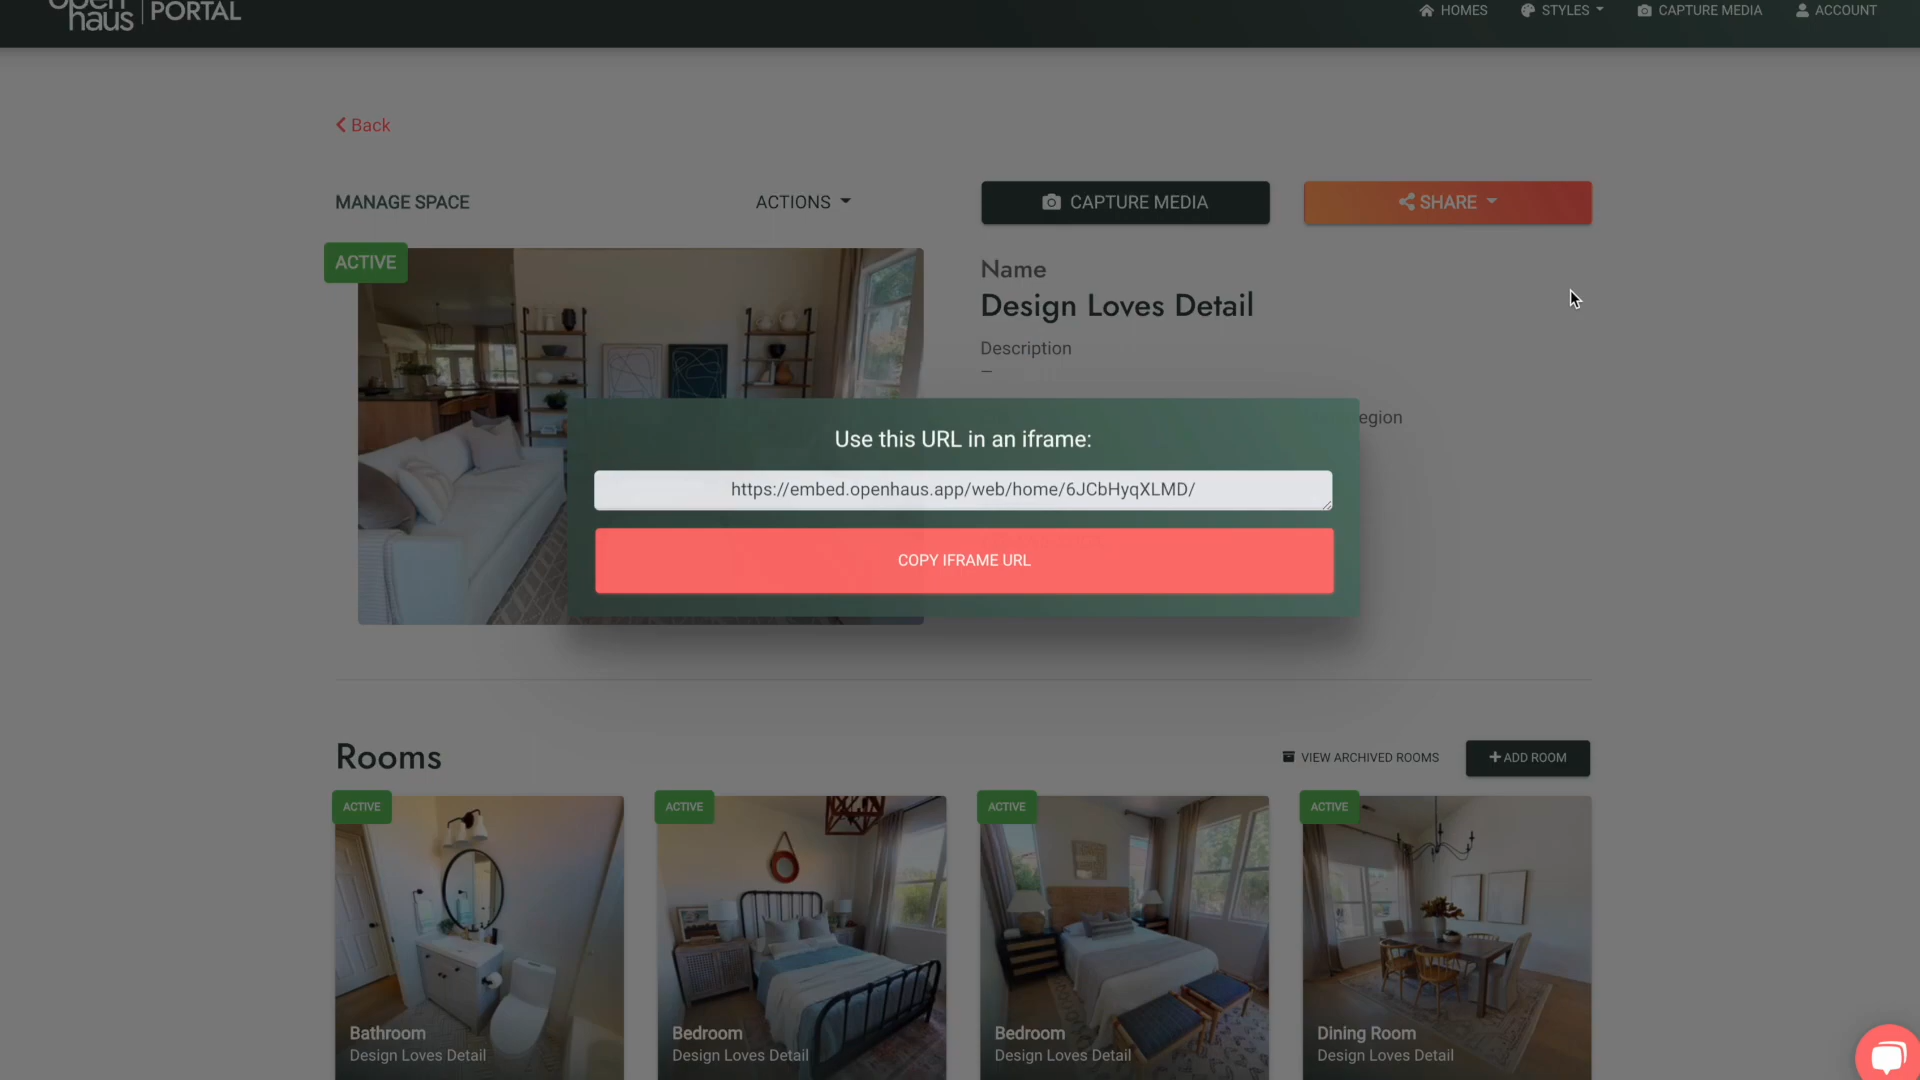 open
haus | PORTAL
HOMES
STYLES
CAPTURE MEDIA
ACCOUNT
Back
MANAGE SPACE
ACTIONS
CAPTURE MEDIA
SHARE
ACTIVE
Name
Design Loves Detail
Description
—
egion
Use this URL in an iframe:
https://embed.openhaus.app/web/home/6JCbHyqXLMD/
COPY IFRAME URL
Rooms
VIEW ARCHIVED ROOMS
+ ADD ROOM
ACTIVE
ACTIVE
ACTIVE
ACTIVE
Bathroom
Design Loves Detail
Bedroom
Design Loves Detail
Bedroom
Design Loves Detail
Dining Room
Design Loves Detail